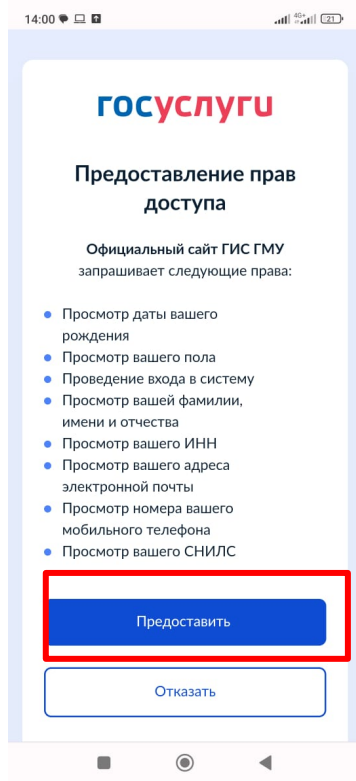 14:00
4G+
21
госуслуги
Предоставление прав
доступа
Официальный сайт ГИС ГМУ
запрашивает следующие права:
Просмотр даты вашего
рождения
Просмотр вашего пола
Проведение входа в систему
Просмотр вашей фамилии,
имени и отчества
Просмотр вашего ИНН
Просмотр вашего адреса
электронной почты
Просмотр номера вашего
мобильного телефона
Просмотр вашего СНИЛС
Предоставить
Отказать